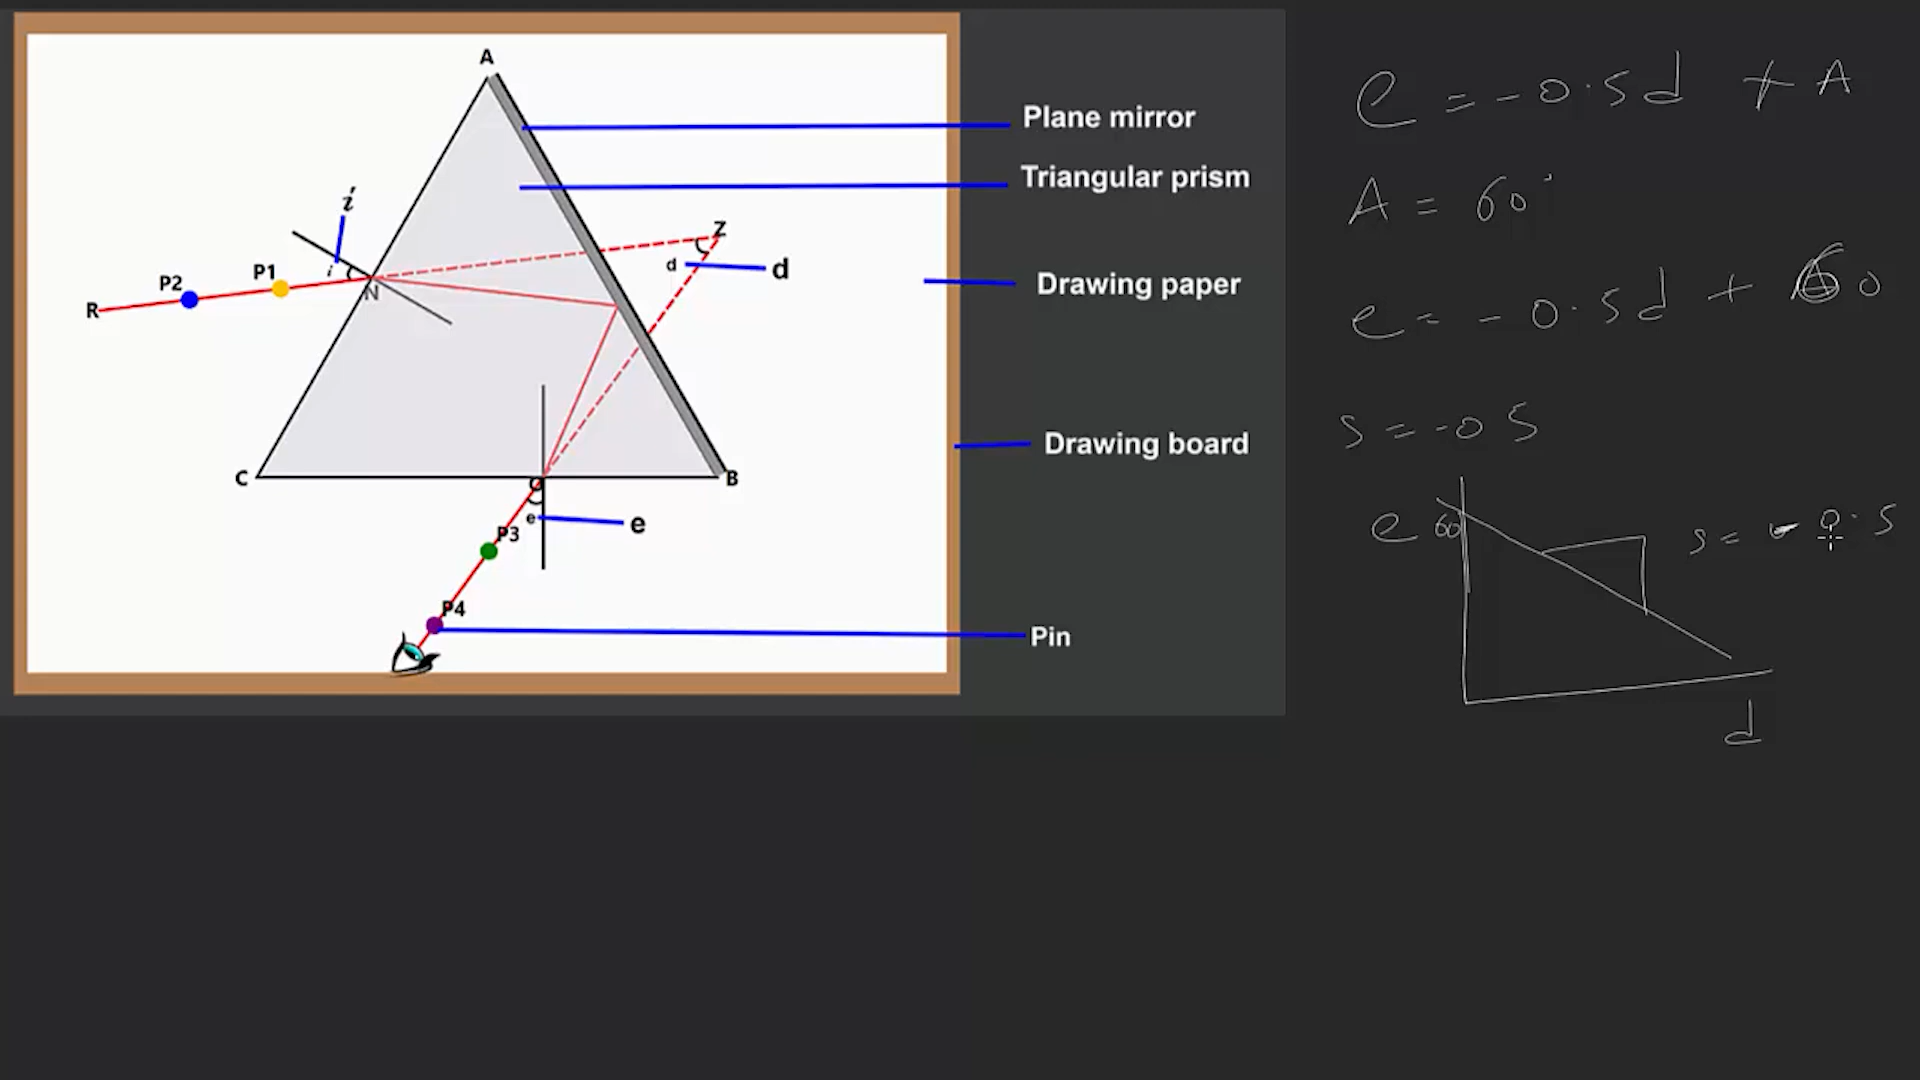 A
Plane mirror
Triangular prism
i
i
Z
d
d
P2
P1
R
N
Drawing paper
Drawing board
C
B
O
e
e
P3
P4
Pin
e = -0.5d + A
A = 60°
e = -0.5d + 60
s = -0 5
e 60
s = - 0.5
d